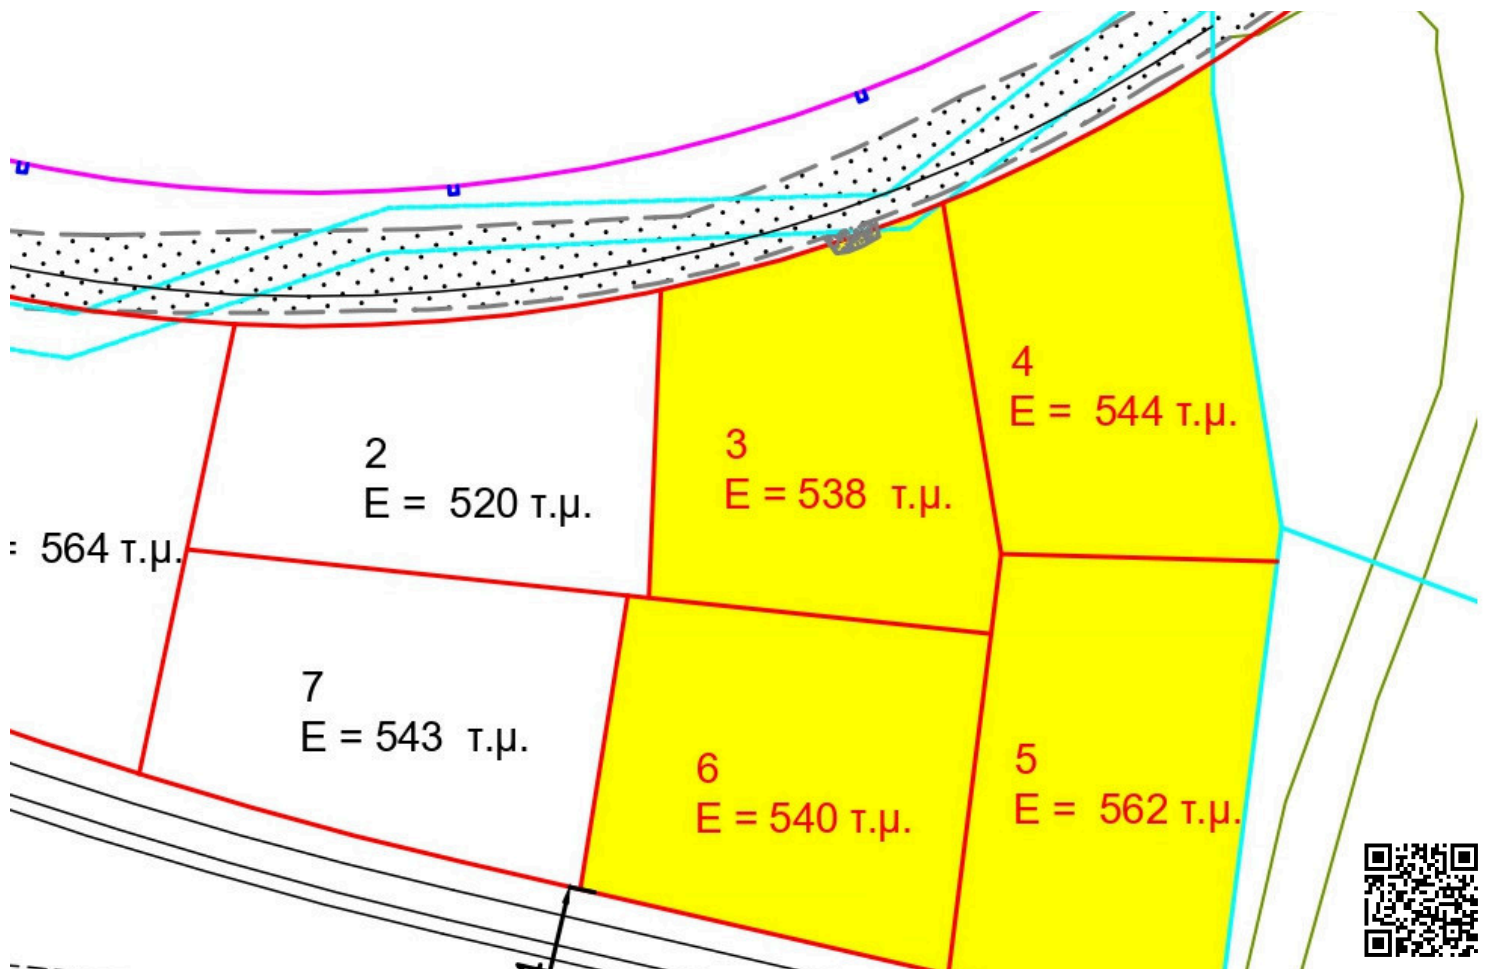 4
E = 544 τ.μ.
3
E = 538 τ.μ.
2
E = 520 τ.μ.
= 564 τ.μ.
7
E = 543 τ.μ.
6
E = 540 τ.μ.
5
E = 562 τ.μ.